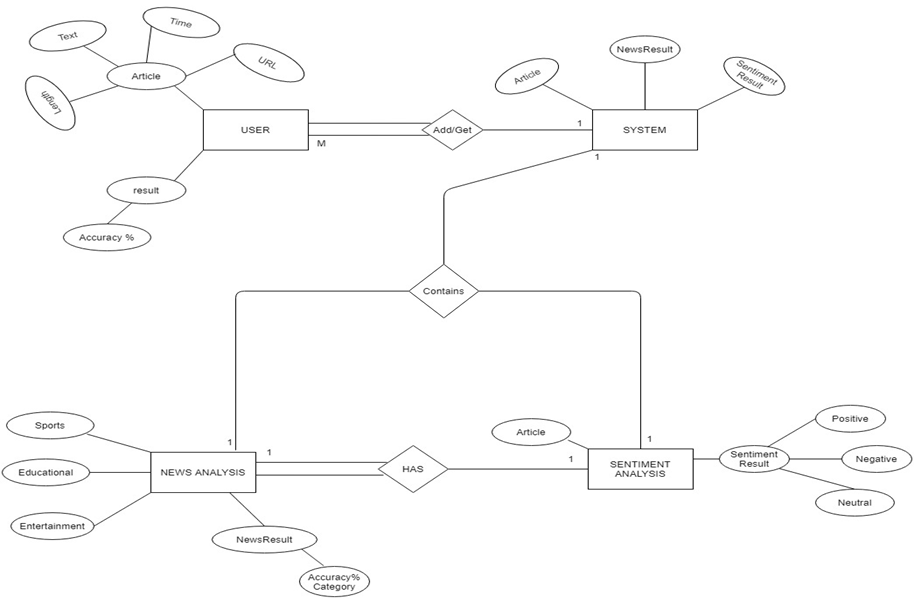 Text
Time
URL
Article
Length
USER
M
Add/Get
1
SYSTEM
1
Article
NewsResult
Sentiment
Result
result
Accuracy %
Contains
1
1
Sports
Educational
Entertainment
NEWS ANALYSIS
1
HAS
1
Article
SENTIMENT
ANALYSIS
Sentiment
Result
Positive
Negative
Neutral
NewsResult
Accuracy%
Category